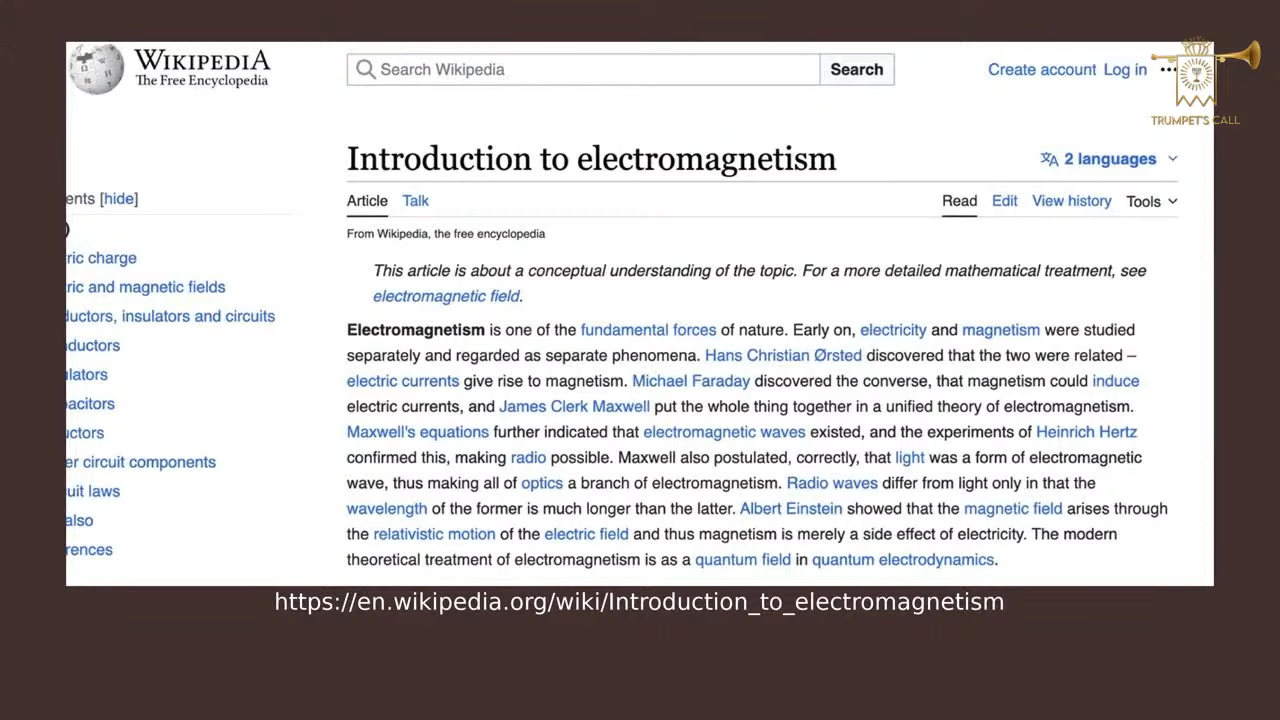 WIKIPEDIA
The Free Encyclopedia
Search Wikipedia
Search
Create account Log in
TRUMPET'S CALL
Introduction to electromagnetism
2 languages
ents [hide]
Article Talk
Read Edit View history Tools
From Wikipedia, the free encyclopedia
ric charge
ric and magnetic fields
ductors, insulators and circuits
ductors
lators
acitors
uctors
er circuit components
uit laws
also
rences
This article is about a conceptual understanding of the topic. For a more detailed mathematical treatment, see
electromagnetic field.
Electromagnetism is one of the fundamental forces of nature. Early on, electricity and magnetism were studied
separately and regarded as separate phenomena. Hans Christian Ørsted discovered that the two were related –
electric currents give rise to magnetism. Michael Faraday discovered the converse, that magnetism could induce
electric currents, and James Clerk Maxwell put the whole thing together in a unified theory of electromagnetism.
Maxwell's equations further indicated that electromagnetic waves existed, and the experiments of Heinrich Hertz
confirmed this, making radio possible. Maxwell also postulated, correctly, that light was a form of electromagnetic
wave, thus making all of optics a branch of electromagnetism. Radio waves differ from light only in that the
wavelength of the former is much longer than the latter. Albert Einstein showed that the magnetic field arises through
the relativistic motion of the electric field and thus magnetism is merely a side effect of electricity. The modern
theoretical treatment of electromagnetism is as a quantum field in quantum electrodynamics.
https://en.wikipedia.org/wiki/Introduction_to_electromagnetism